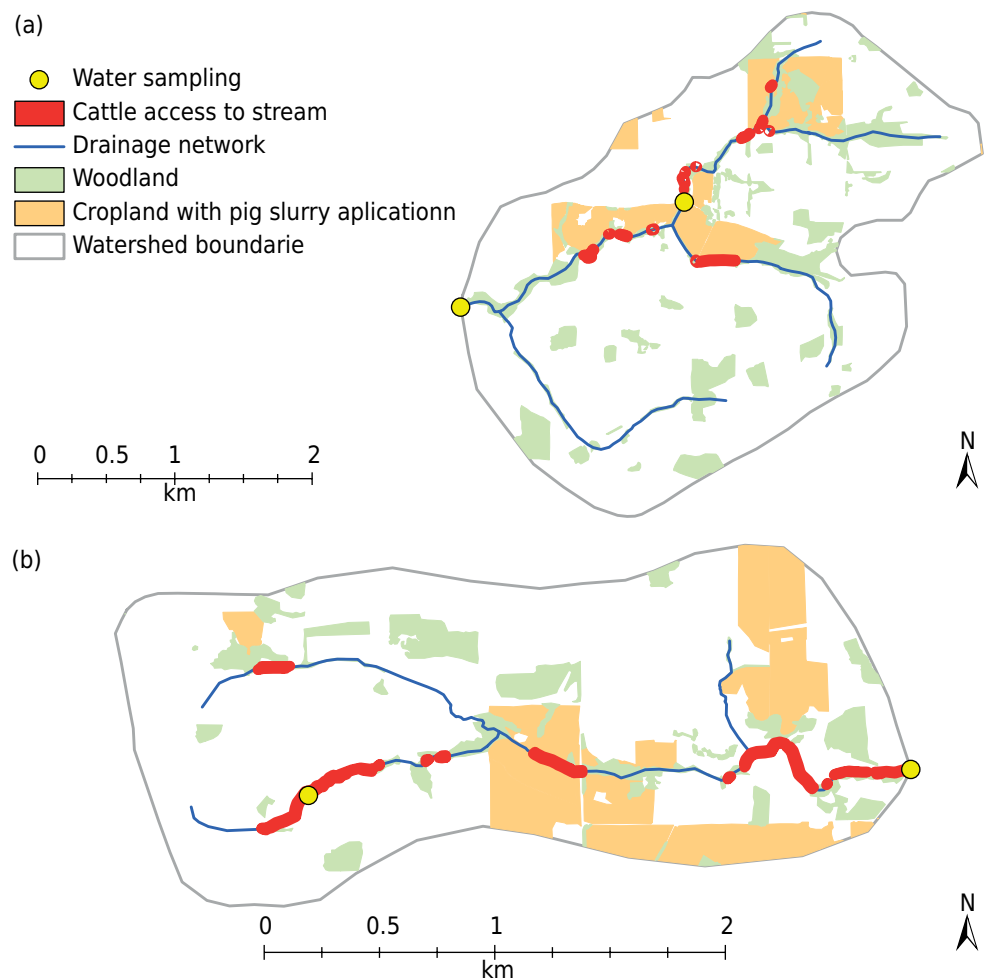 (a)
Water sampling
Cattle access to stream
Drainage network
Woodland
Cropland with pig slurry aplicationn
Watershed boundarie
0 0.5 1 2
km
N
(b)
0 0.5 1 2
km
N